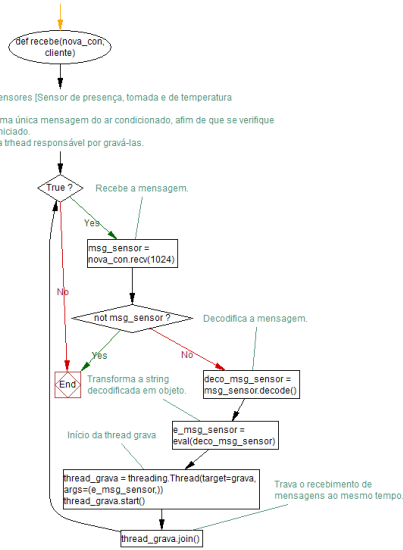 def recebe(nova_con,
cliente)
ensores [Sensor de presença, tomada e de temperatura
ma única mensagem do ar condicionado, afim de que se verifique
niciado.
a trhead responsável por gravá-las.
True ?
Recebe a mensagem.
Yes
msg_sensor =
nova_con.recv(1024)
No
not msg_sensor ?
Decodifica a mensagem.
Yes
No
End
Transforma a string
decodificada em objeto.
deco_msg_sensor =
msg_sensor.decode()
e_msg_sensor =
eval(deco_msg_sensor)
Início da thread grava
thread_grava = threading.Thread(target=grava,
args=(e_msg_sensor,))
thread_grava.start()
Trava o recebimento de
mensagens ao mesmo tempo.
thread_grava.join()